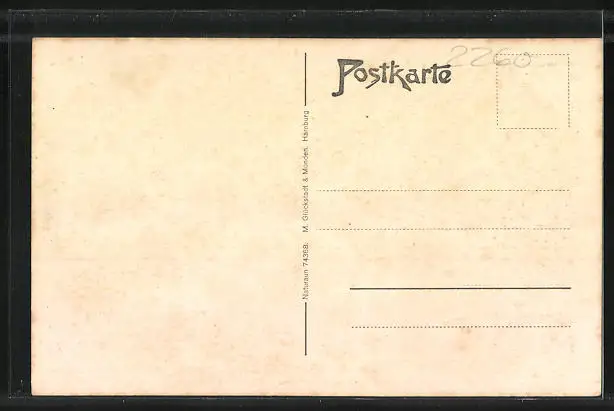 2260
Postkarte
Naturaun 74368. M. Glückstadt & Münden, Hamburg